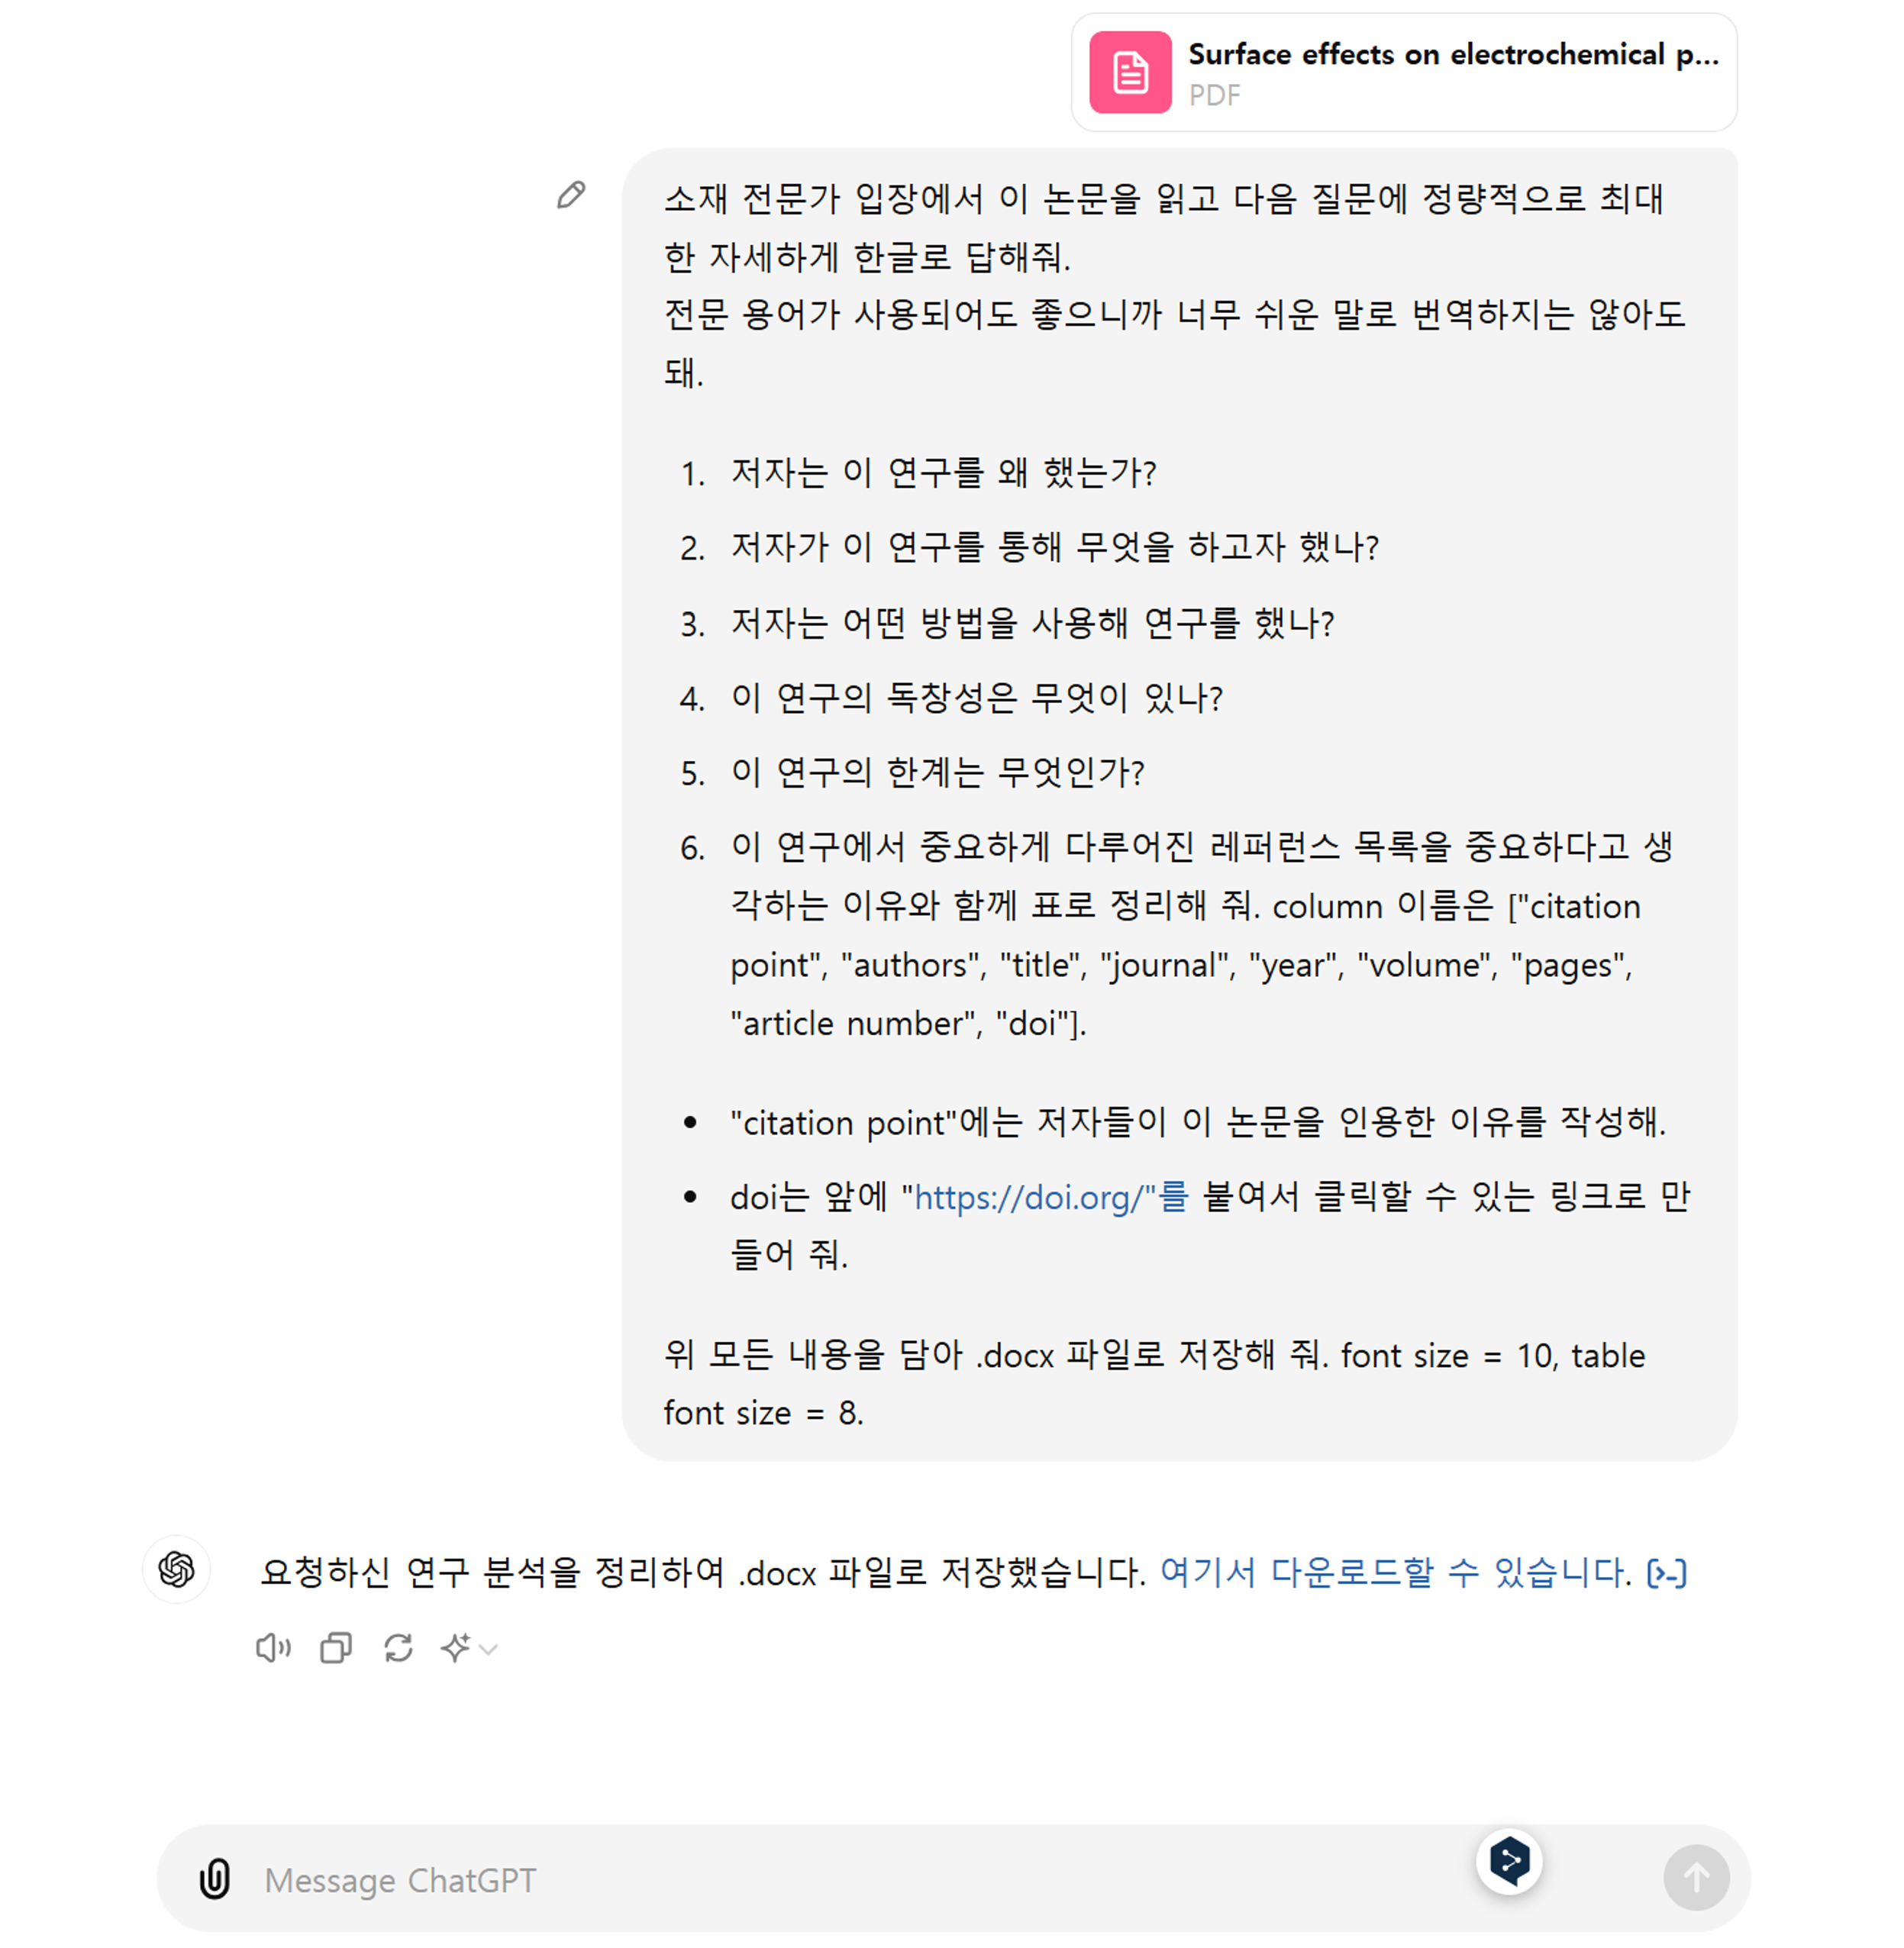 Surface effects on electrochemical p...
PDF
소재 전문가 입장에서 이 논문을 읽고 다음 질문에 정량적으로 최대
한 자세하게 한글로 답해줘.
전문 용어가 사용되어도 좋으니까 너무 쉬운 말로 번역하지는 않아도
돼.
1. 저자는 이 연구를 왜 했는가?
2. 저자가 이 연구를 통해 무엇을 하고자 했나?
3. 저자는 어떤 방법을 사용해 연구를 했나?
4. 이 연구의 독창성은 무엇이 있나?
5. 이 연구의 한계는 무엇인가?
6. 이 연구에서 중요하게 다루어진 레퍼런스 목록을 중요하다고 생
각하는 이유와 함께 표로 정리해 줘. column 이름은 ["citation
point", "authors", "title", "journal", "year", "volume", "pages",
"article number", "doi"].
• "citation point"에는 저자들이 이 논문을 인용한 이유를 작성해.
• doi는 앞에 "https://doi.org/"를 붙여서 클릭할 수 있는 링크로 만
들어 줘.
위 모든 내용을 담아 .docx 파일로 저장해 줘. font size = 10, table
font size = 8.
요청하신 연구 분석을 정리하여 .docx 파일로 저장했습니다. 여기서 다운로드할 수 있습니다. [>-]
Message ChatGPT